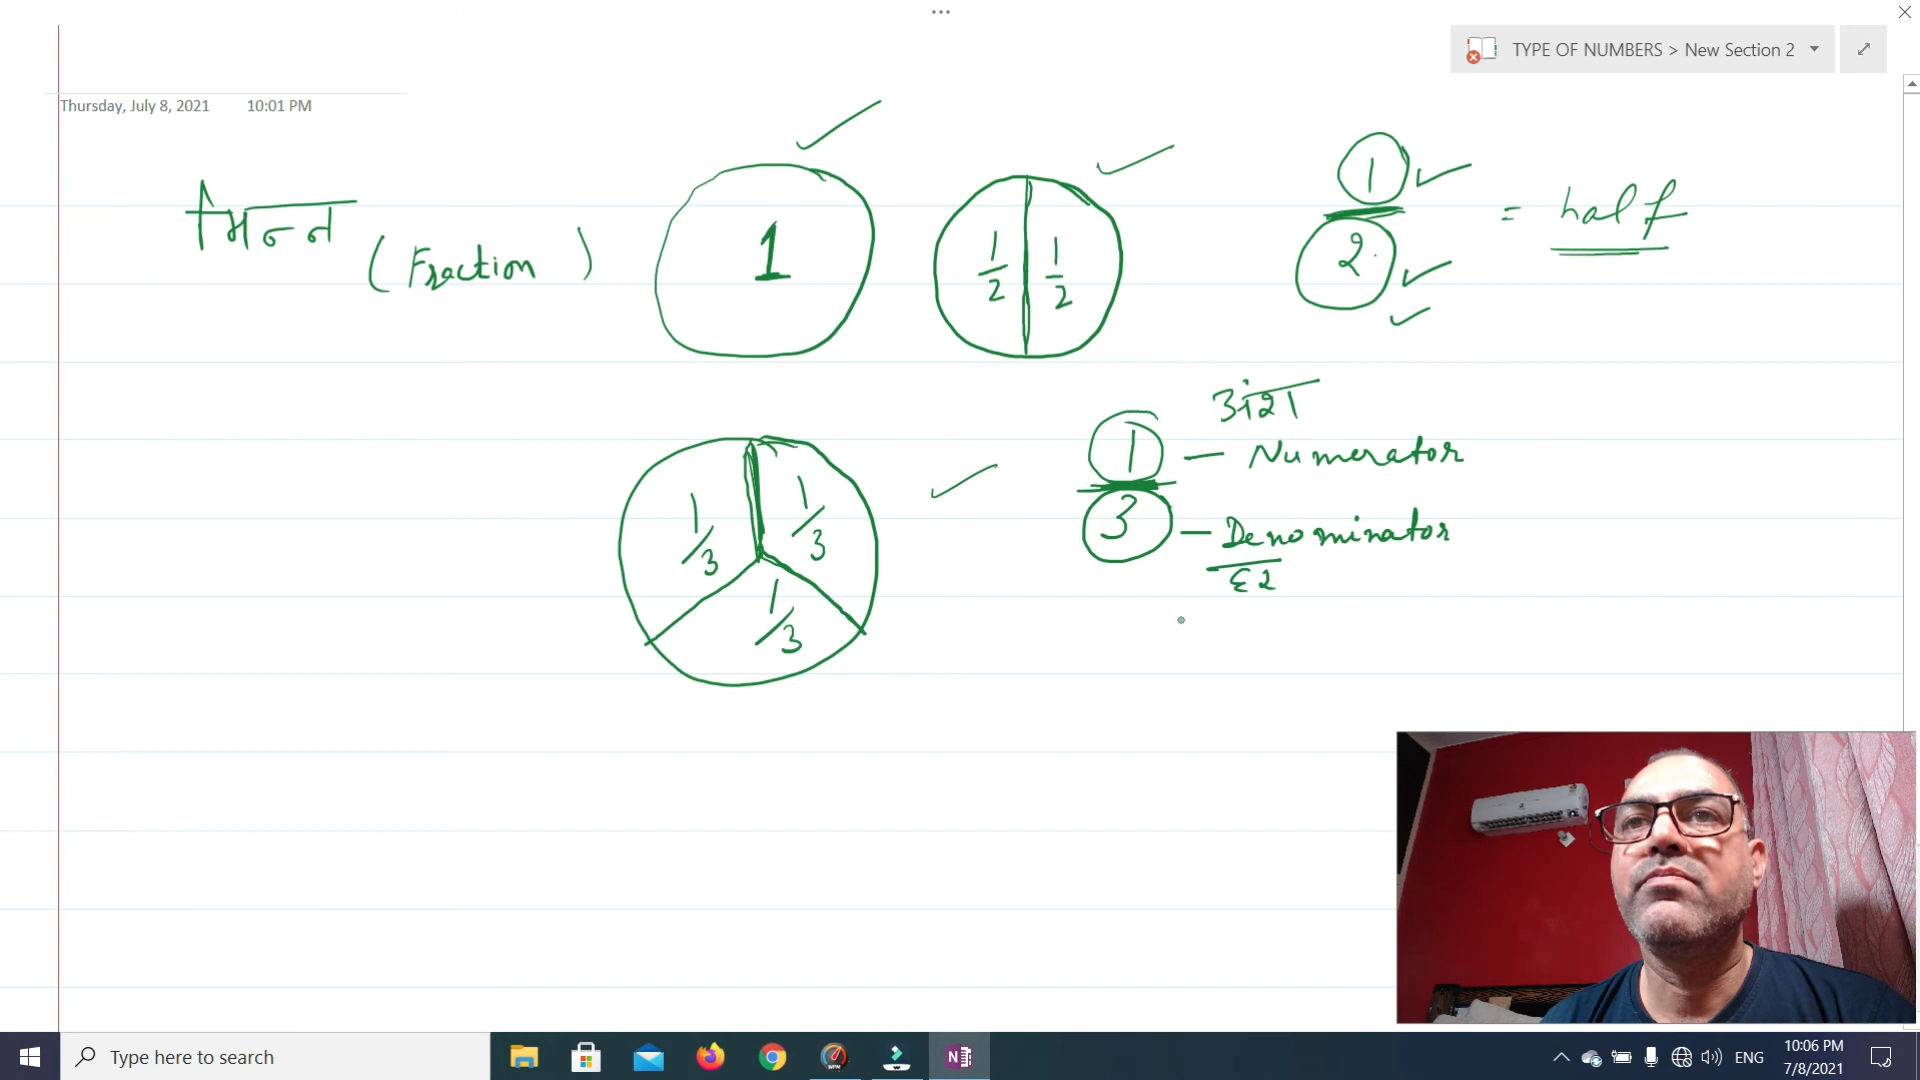 TYPE OF NUMBERS > New Section 2
Thursday, July 8, 2021 10:01 PM
भिन्न (Fraction)
1
1/2 1/2
1/2 = half
1/3 1/3 1/3
अंश
1/3
— Numerator
— Denominator
हर
Type here to search
ENG
10:06 PM
7/8/2021